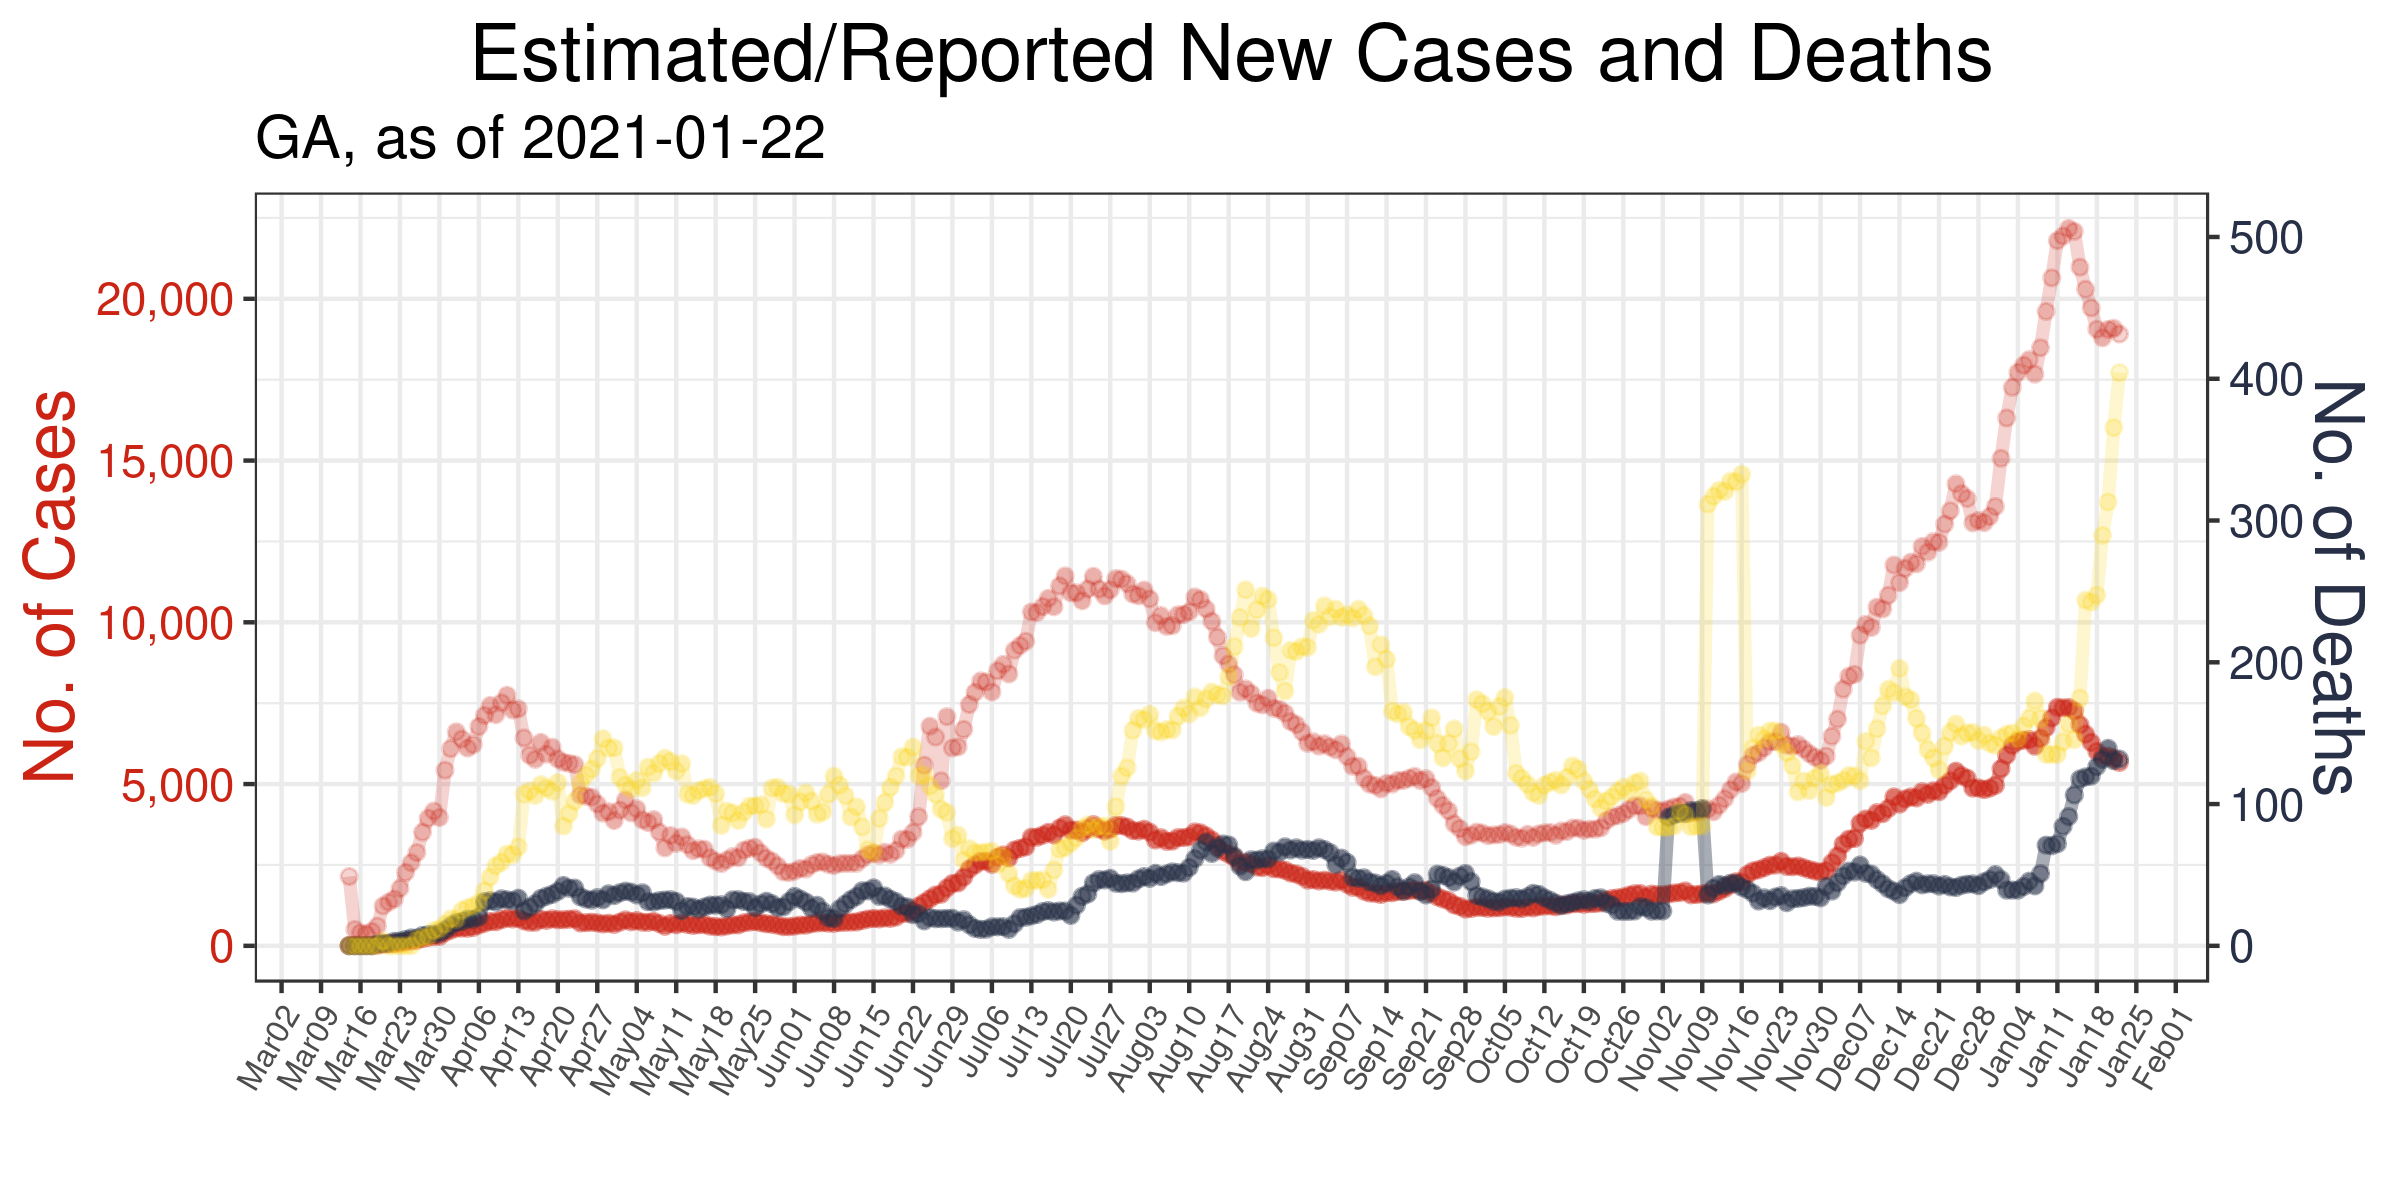 Estimated/Reported New Cases and Deaths
GA, as of 2021-01-22
No. of Cases
20,000
15,000
10,000
5,000
0
500
400
300
200
100
0
No. of Deaths
Mar02
Mar09
Mar16
Mar23
Mar30
Apr06
Apr13
Apr20
Apr27
May04
May11
May18
May25
Jun01
Jun08
Jun15
Jun22
Jun29
Jul06
Jul13
Jul20
Jul27
Aug03
Aug10
Aug17
Aug24
Aug31
Sep07
Sep14
Sep21
Sep28
Oct05
Oct12
Oct19
Oct26
Nov02
Nov09
Nov16
Nov23
Nov30
Dec07
Dec14
Dec21
Dec28
Jan04
Jan11
Jan18
Jan25
Feb01